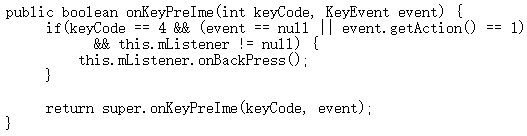 public boolean onKeyPreIme(int keyCode, KeyEvent event) {
    if(keyCode == 4 && (event == null || event.getAction() == 1)
            && this.mListener != null) {
        this.mListener.onBackPress();
    }

    return super.onKeyPreIme(keyCode, event);
}